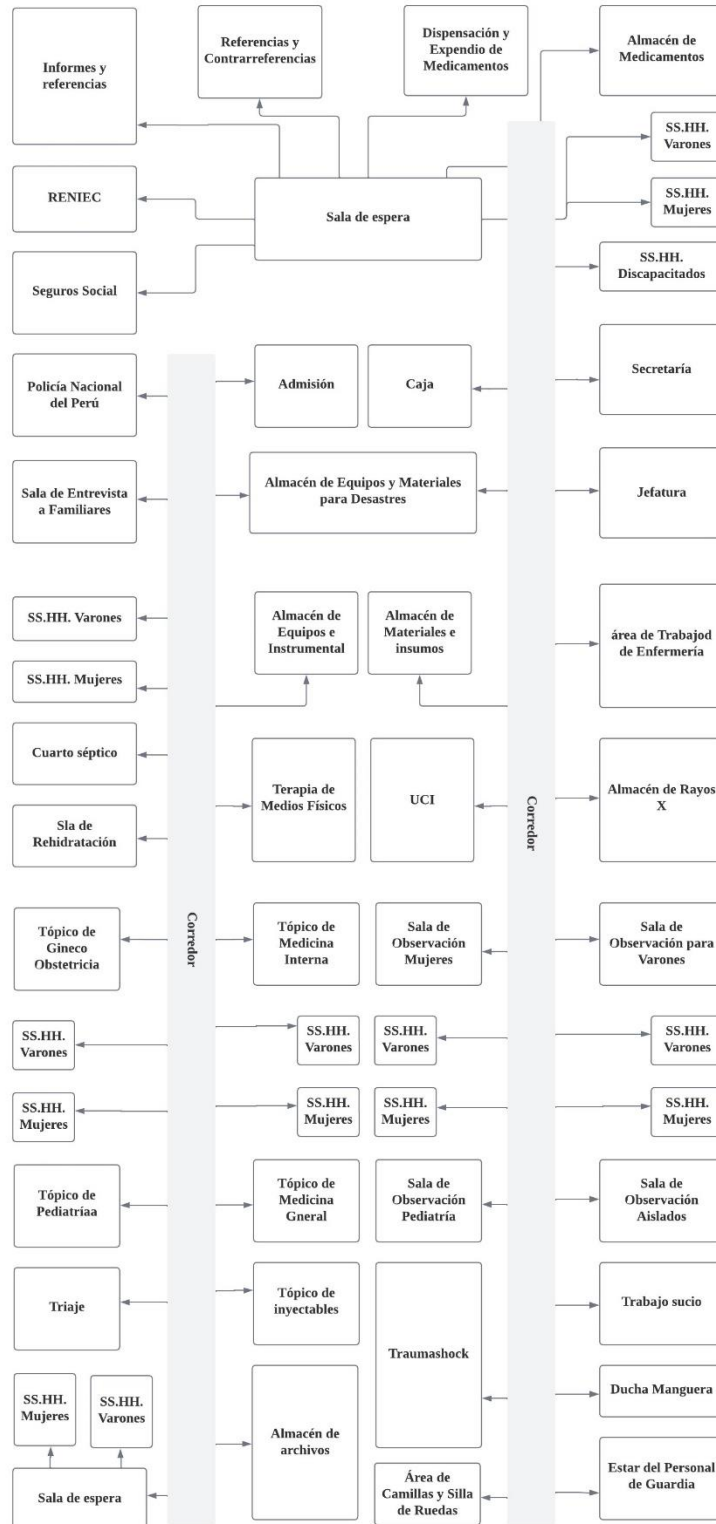 Informes y
referencias
Referencias y
Contrarreferencias
Dispensación y
Expendio de
Medicamentos
Almacén de
Medicamentos
SS.HH.
Varones
RENIEC
Sala de espera
SS.HH.
Mujeres
Seguros Social
SS.HH.
Discapacitados
Policía Nacional
del Perú
Admisión
Caja
Secretaría
Sala de Entrevista
a Familiares
Almacén de Equipos y Materiales
para Desastres
Jefatura
SS.HH. Varones
Almacén de
Equipos e
Instrumental
Almacén de
Materiales e
insumos
área de Trabajod
de Enfermería
SS.HH. Mujeres
Cuarto séptico
Terapia de
Medios Físicos
UCI
Almacén de Rayos
X
Sla de
Rehidratación
Corredor
Corredor
Tópico de
Gineco
Obstetricia
Tópico de
Medicina
Interna
Sala de
Observación
Mujeres
Sala de
Observación para
Varones
SS.HH.
Varones
SS.HH.
Varones
SS.HH.
Varones
SS.HH.
Varones
SS.HH.
Mujeres
SS.HH.
Mujeres
SS.HH.
Mujeres
SS.HH.
Mujeres
Tópico de
Pediatríaa
Tópico de
Medicina
Gneral
Sala de
Observación
Pediatría
Sala de
Observación
Aislados
Triaje
Tópico de
inyectables
Traumashock
Trabajo sucio
SS.HH.
Mujeres
SS.HH.
Varones
Almacén de
archivos
Ducha Manguera
Sala de espera
Área de
Camillas y Silla
de Ruedas
Estar del Personal
de Guardia